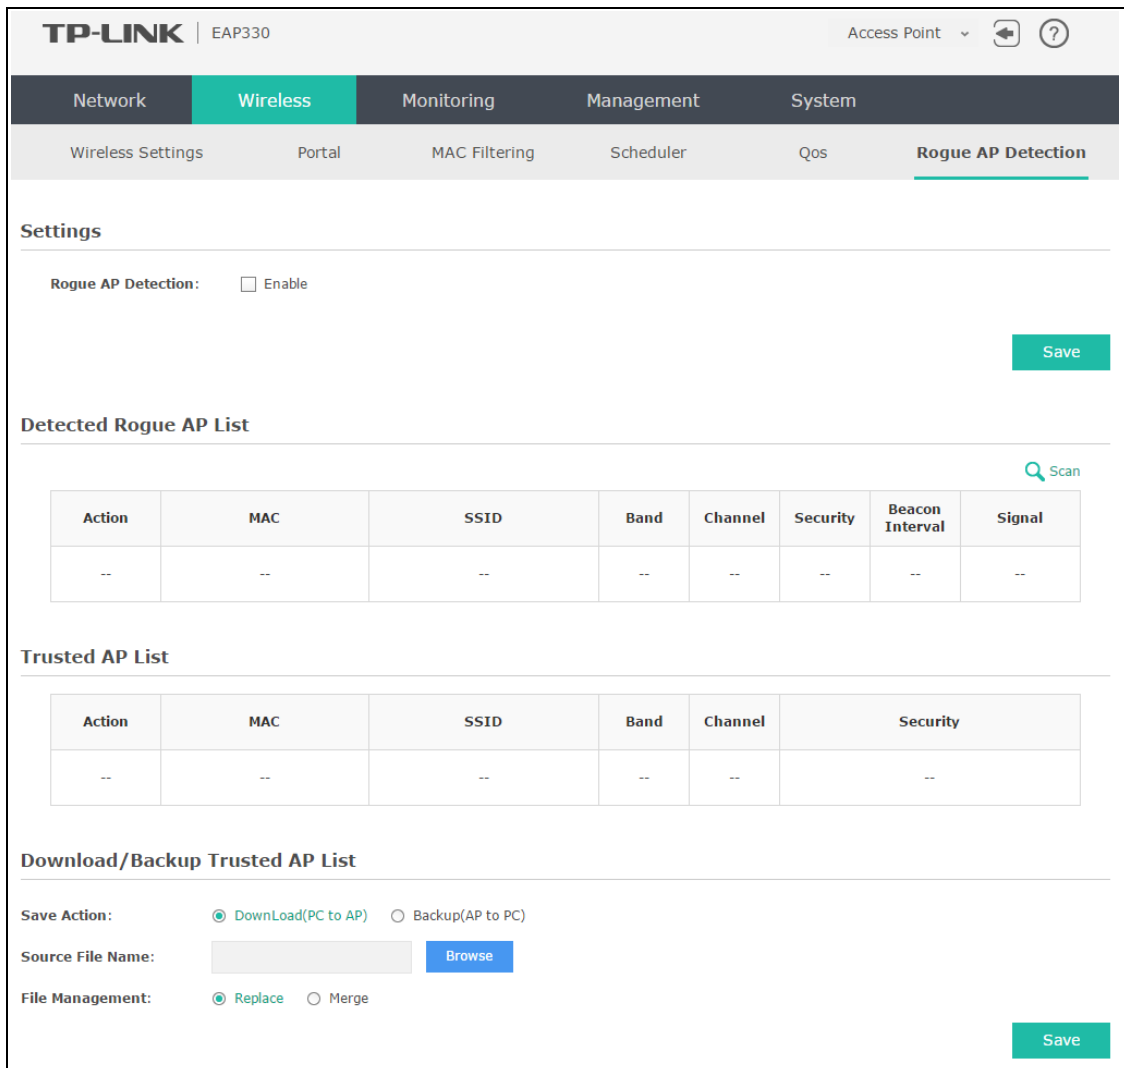 TP-LINK | EAP330
Access Point
?
Network Wireless Monitoring Management System
Wireless Settings Portal MAC Filtering Scheduler Qos Rogue AP Detection
Settings
Rogue AP Detection: Enable
Save
Detected Rogue AP List
Scan
Action MAC SSID Band Channel Security Beacon Interval Signal
-- -- -- -- -- -- -- --
Trusted AP List
Action MAC SSID Band Channel Security
-- -- -- -- -- --
Download/Backup Trusted AP List
Save Action: DownLoad(PC to AP) Backup(AP to PC)
Source File Name: Browse
File Management: Replace Merge
Save